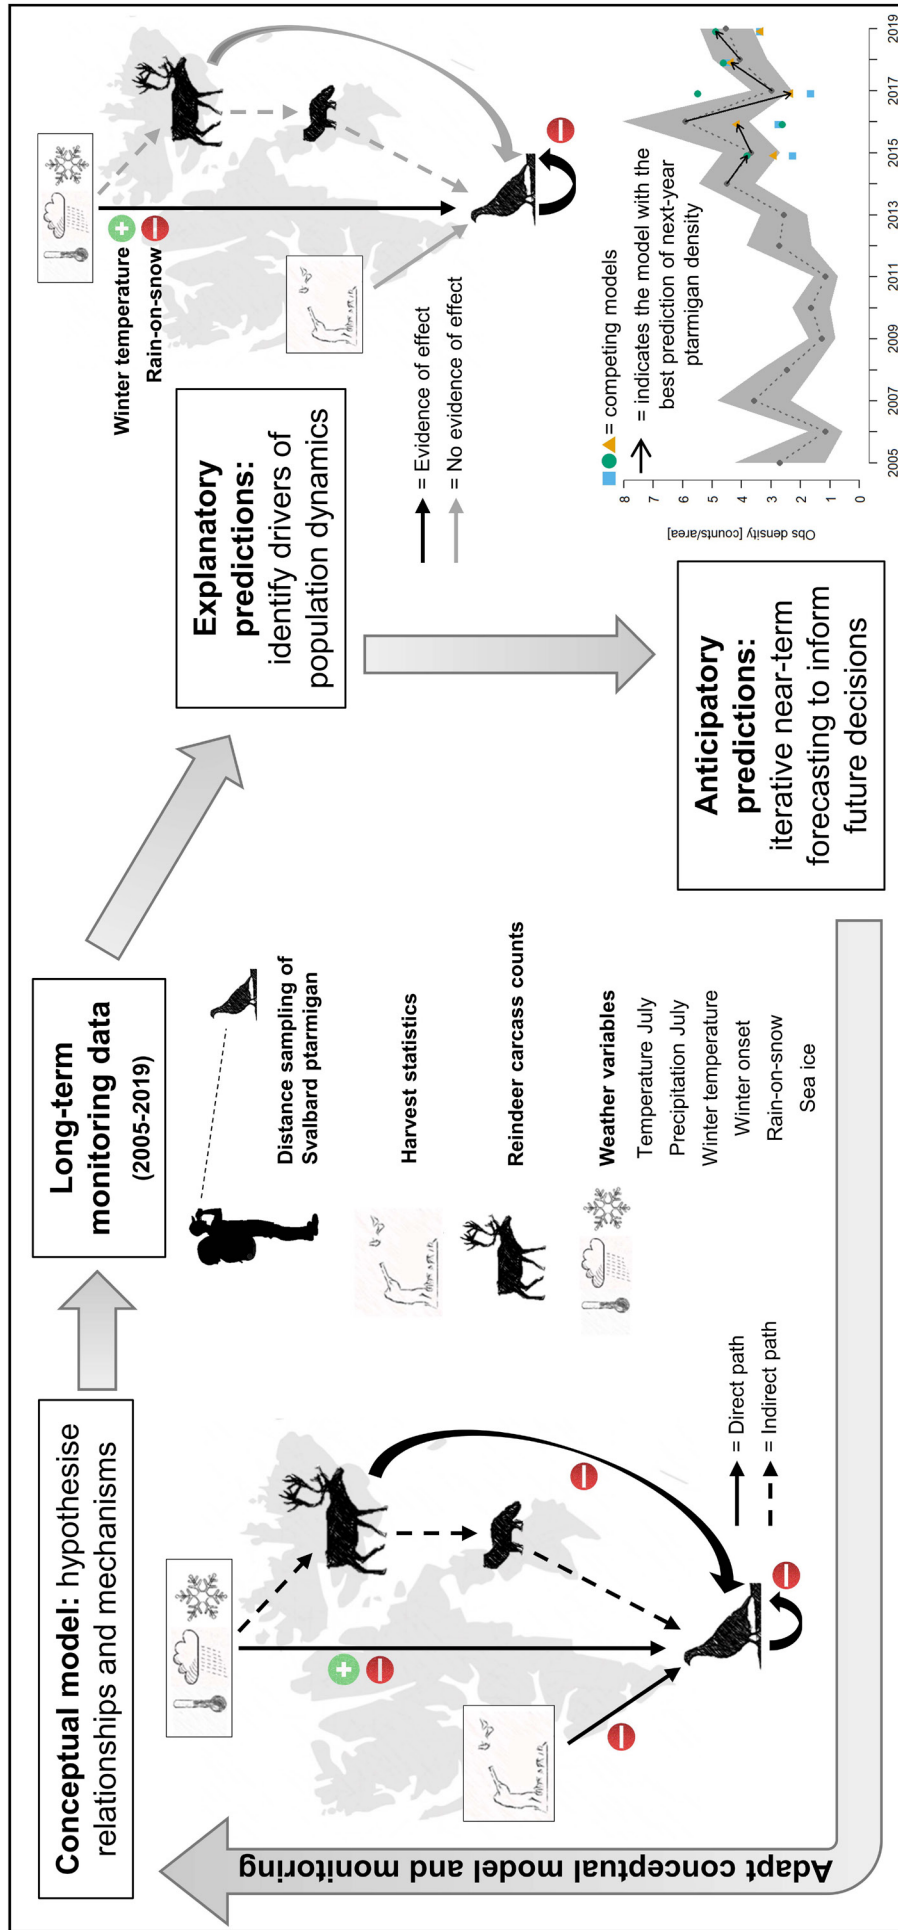 Conceptual model: hypothesise
relationships and mechanisms
= Direct path
= Indirect path
Long-term
monitoring data
(2005-2019)
Distance sampling of
Svalbard ptarmigan
Harvest statistics
Reindeer carcass counts
Weather variables
Temperature July
Precipitation July
Winter temperature
Winter onset
Rain-on-snow
Sea ice
Explanatory
predictions:
identify drivers of
population dynamics
Winter temperature
Rain-on-snow
= Evidence of effect
= No evidence of effect
Anticipatory
predictions:
iterative near-term
forecasting to inform
future decisions
= competing models
= indicates the model with the
best prediction of next-year
ptarmigan density
Obs density [counts/area]
8
7
6
5
4
3
2
1
0
2005
2007
2009
2011
2013
2015
2017
2019
Adapt conceptual model and monitoring